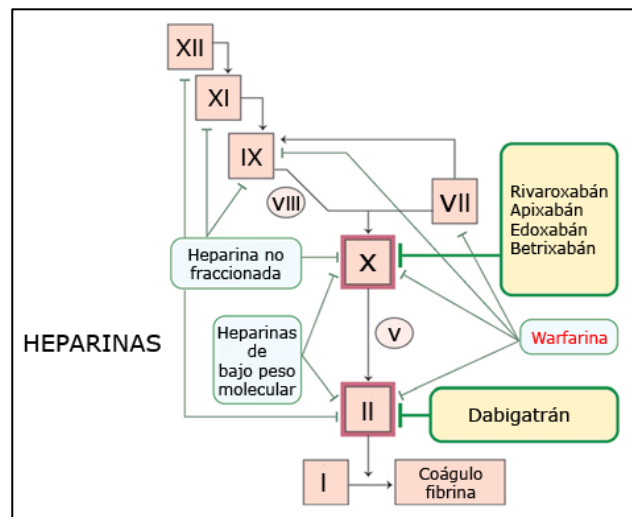 XII
XI
IX
VIII
VII
Rivaroxabán
Apixabán
Edoxabán
Betrixabán
Heparina no
fraccionada
X
HEPARINAS
Heparinas
de
bajo peso
molecular
V
Warfarina
II
Dabigatrán
I
Coágulo
fibrina